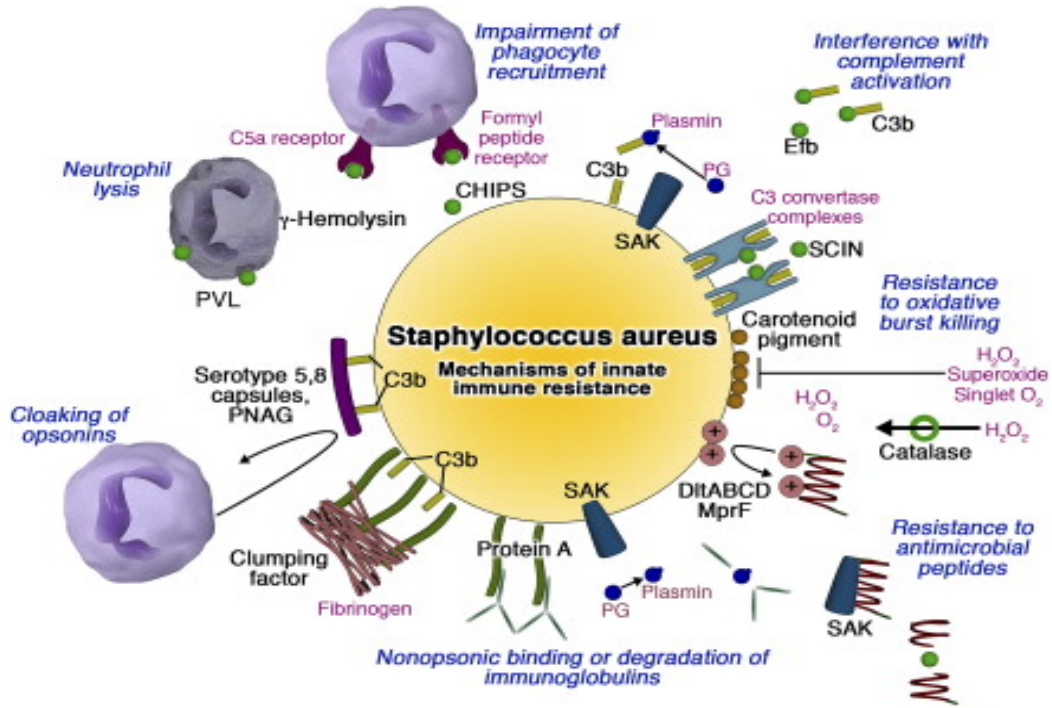 Impairment of
phagocyte
recruitment
Interference with
complement
activation
C5a receptor
Formyl
peptide
receptor
Plasmin
C3b
Efb
C3b
PG
Neutrophil
lysis
CHIPS
γ-Hemolysin
SAK
C3 convertase
complexes
SCIN
PVL
Resistance
to oxidative
burst killing
Carotenoid
pigment
Staphylococcus aureus
Mechanisms of innate
immune resistance
H₂O₂
Superoxide
Singlet O₂
Serotype 5,8
capsules,
PNAG
C3b
H₂O₂
O₂
H₂O₂
Catalase
Cloaking of
opsonins
C3b
SAK
DltABCD
MprF
Resistance to
antimicrobial
peptides
Clumping
factor
Protein A
Fibrinogen
PG
Plasmin
SAK
Nonopsonic binding or degradation of
immunoglobulins